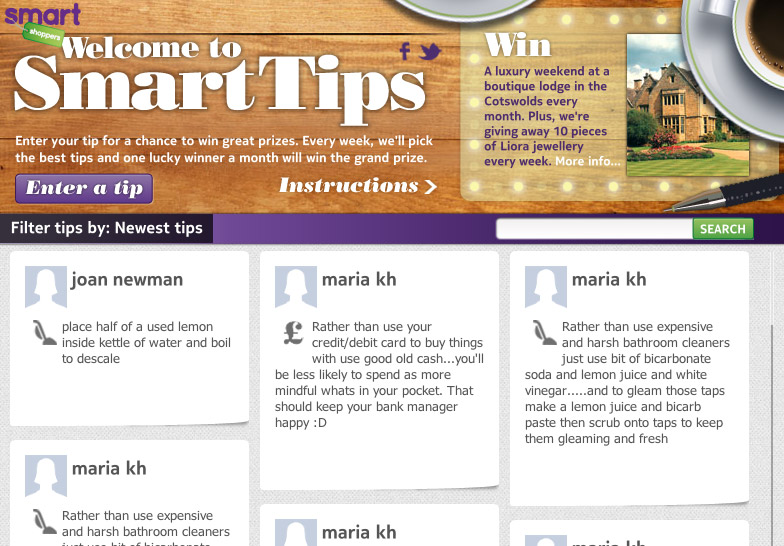 smart
shoppers
Welcome to
Smart Tips
Enter your tip for a chance to win great prizes. Every week, we'll pick
the best tips and one lucky winner a month will win the grand prize.
Enter a tip
Instructions
Win
A luxury weekend at a
boutique lodge in the
Cotswolds every
month. Plus, we're
giving away 10 pieces
of Liora jewellery
every week. More info...
Filter tips by: Newest tips
SEARCH
joan newman
place half of a used lemon
inside kettle of water and boil
to descale
maria kh
Rather than use expensive
and harsh bathroom cleaners
just use bit of bicarbonate
maria kh
£
Rather than use your
credit/debit card to buy things
with use good old cash...you'll
be less likely to spend as more
mindful whats in your pocket. That
should keep your bank manager
happy :D
maria kh
maria kh
Rather than use expensive
and harsh bathroom cleaners
just use bit of bicarbonate
soda and lemon juice and white
vinegar.....and to gleam those taps
make a lemon juice and bicarb
paste then scrub onto taps to keep
them gleaming and fresh
maria kh